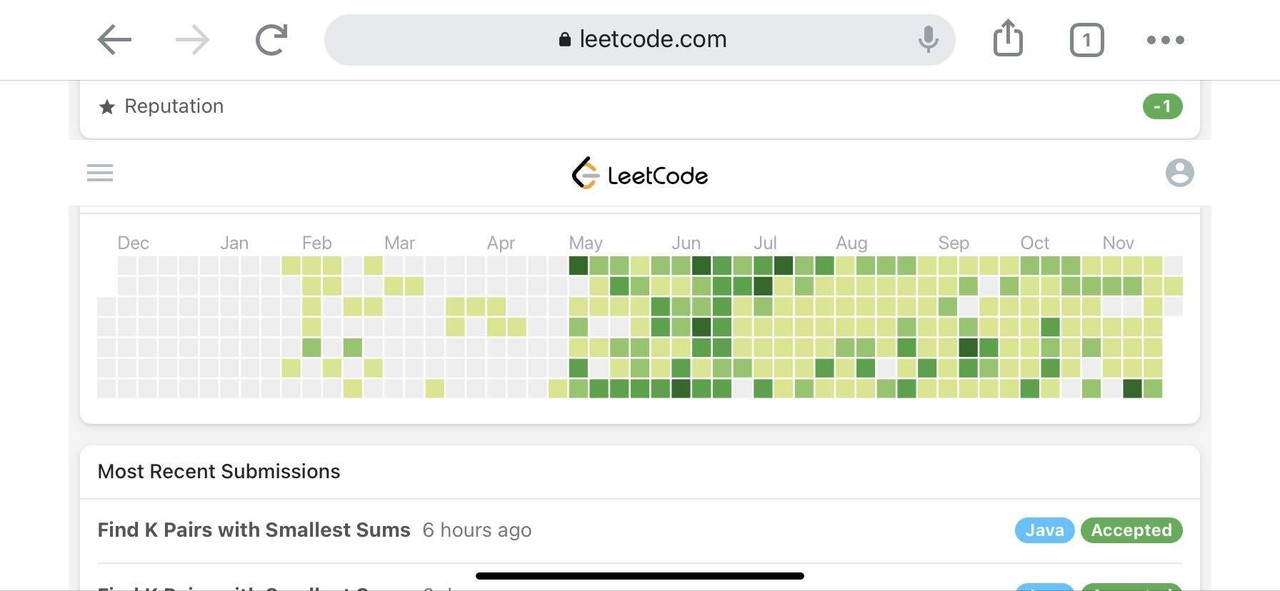 leetcode.com
1
Reputation
-1
LeetCode
Dec Jan Feb Mar Apr May Jun Jul Aug Sep Oct Nov
Most Recent Submissions
Find K Pairs with Smallest Sums 6 hours ago Java Accepted